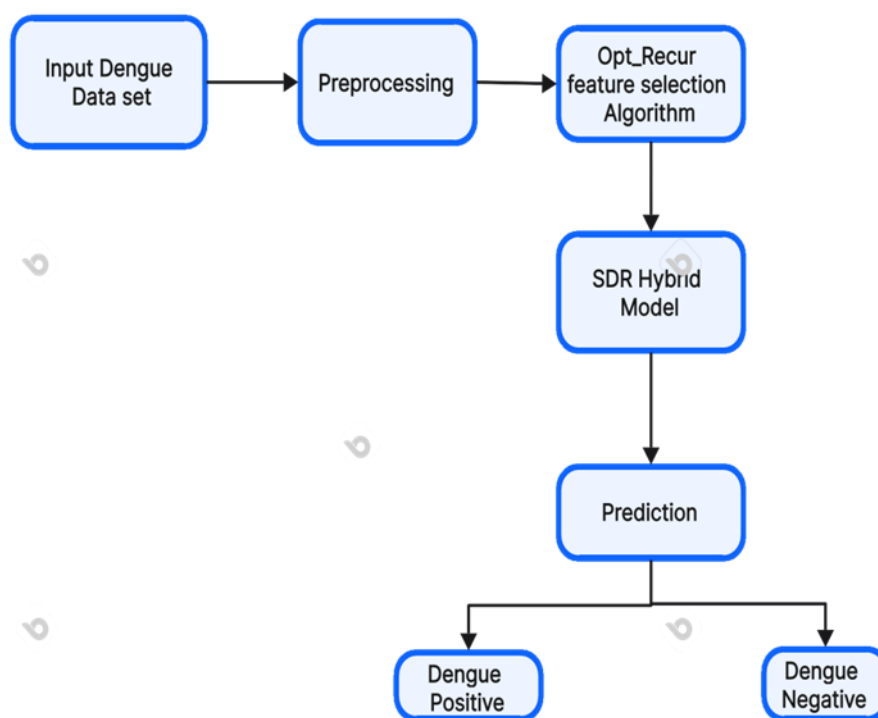 Input Dengue
Data set
Preprocessing
Opt_Recur
feature selection
Algorithm
SDR Hybrid
Model
Prediction
Dengue
Positive
Dengue
Negative